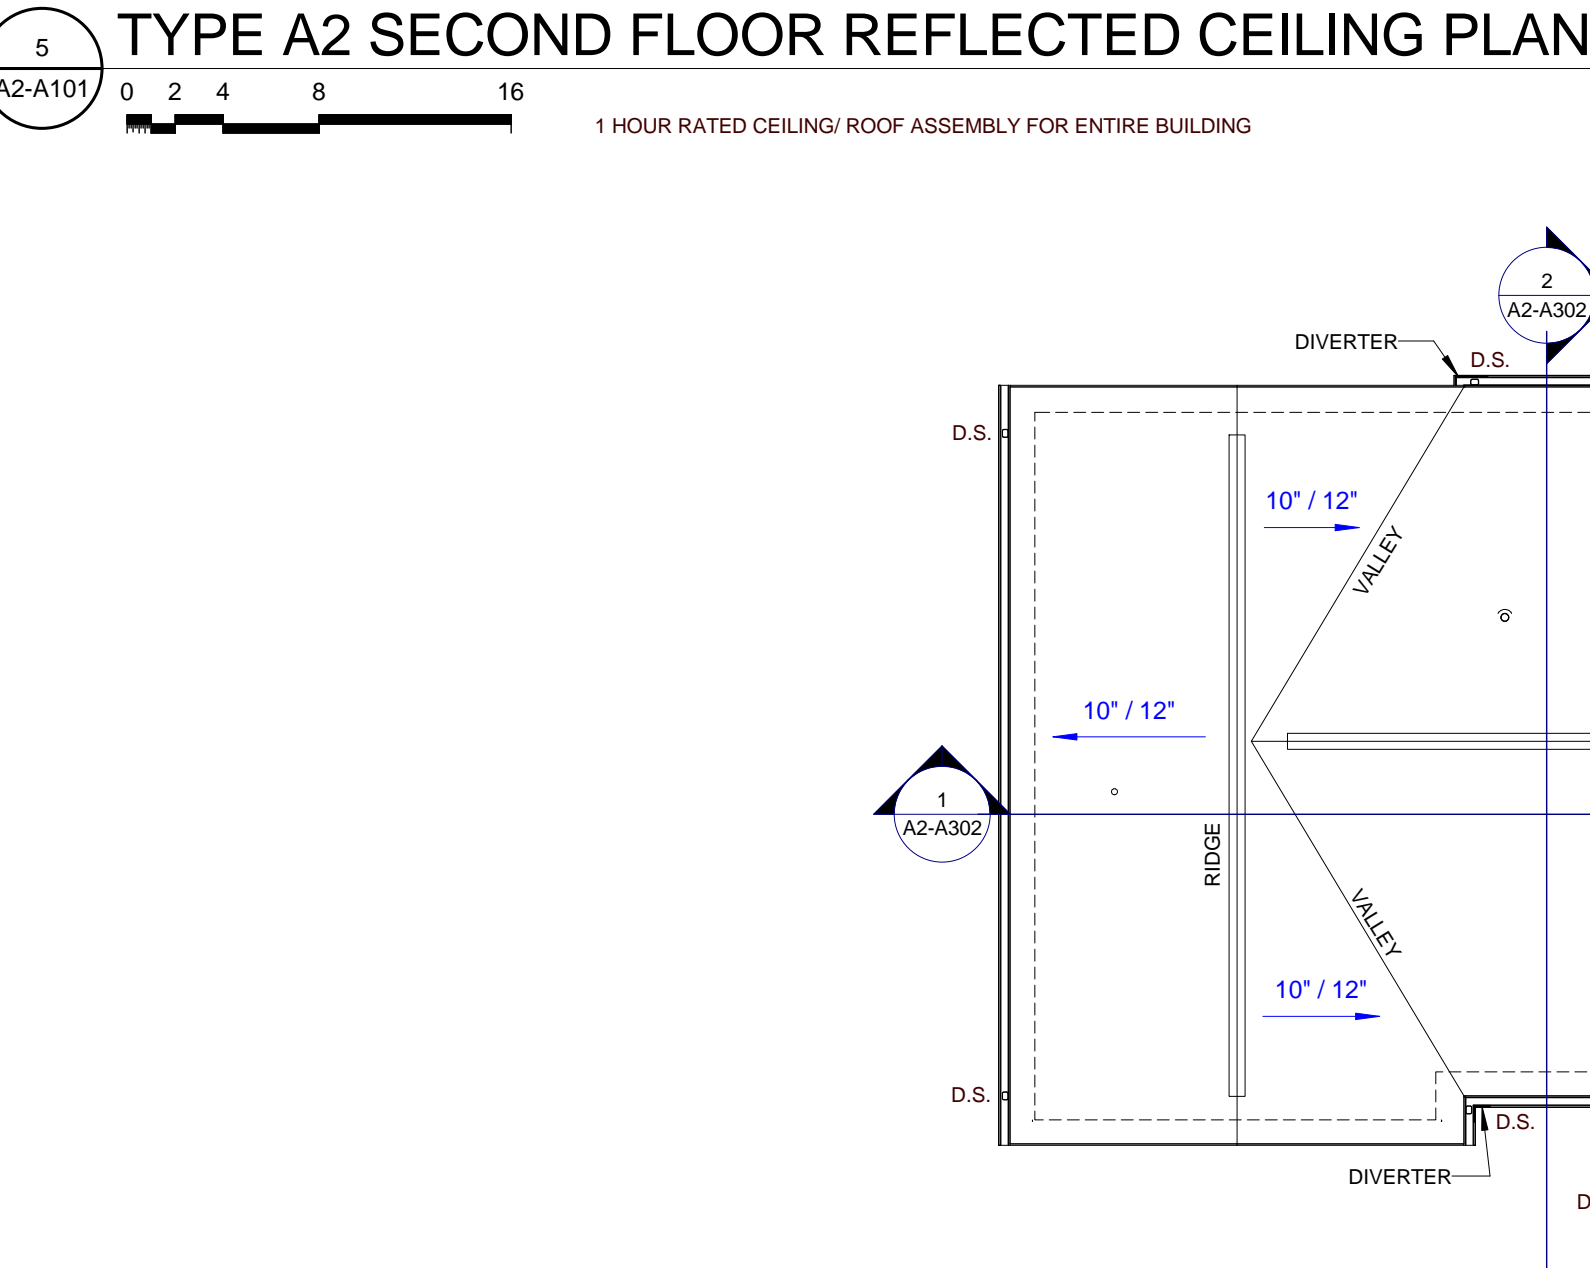 5
A2-A101
TYPE A2 SECOND FLOOR REFLECTED CEILING PLAN
0 2 4 8 16
1 HOUR RATED CEILING/ ROOF ASSEMBLY FOR ENTIRE BUILDING
2
A2-A302
DIVERTER
D.S.
D.S.
10" / 12"
VALLEY
10" / 12"
1
A2-A302
RIDGE
VALLEY
10" / 12"
D.S.
D.S.
DIVERTER
D